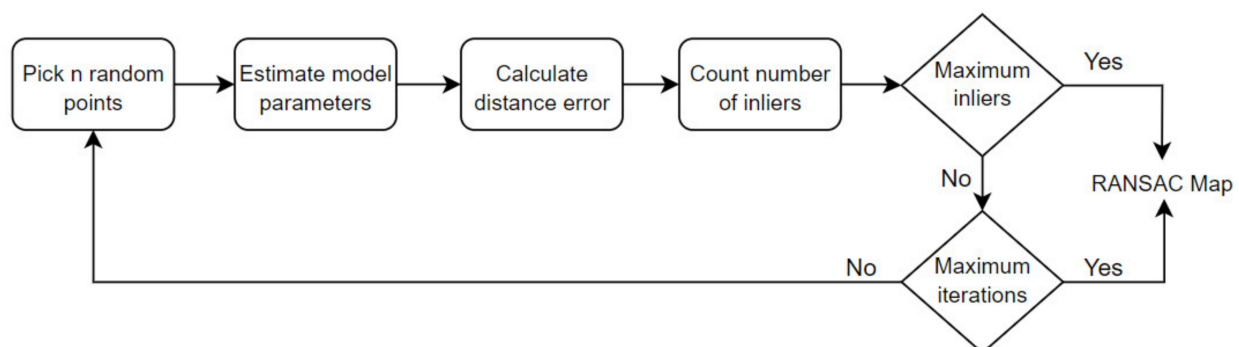 Pick n random
points
Estimate model
parameters
Calculate
distance error
Count number
of inliers
Maximum
inliers
Yes
No
RANSAC Map
Maximum
iterations
Yes
No